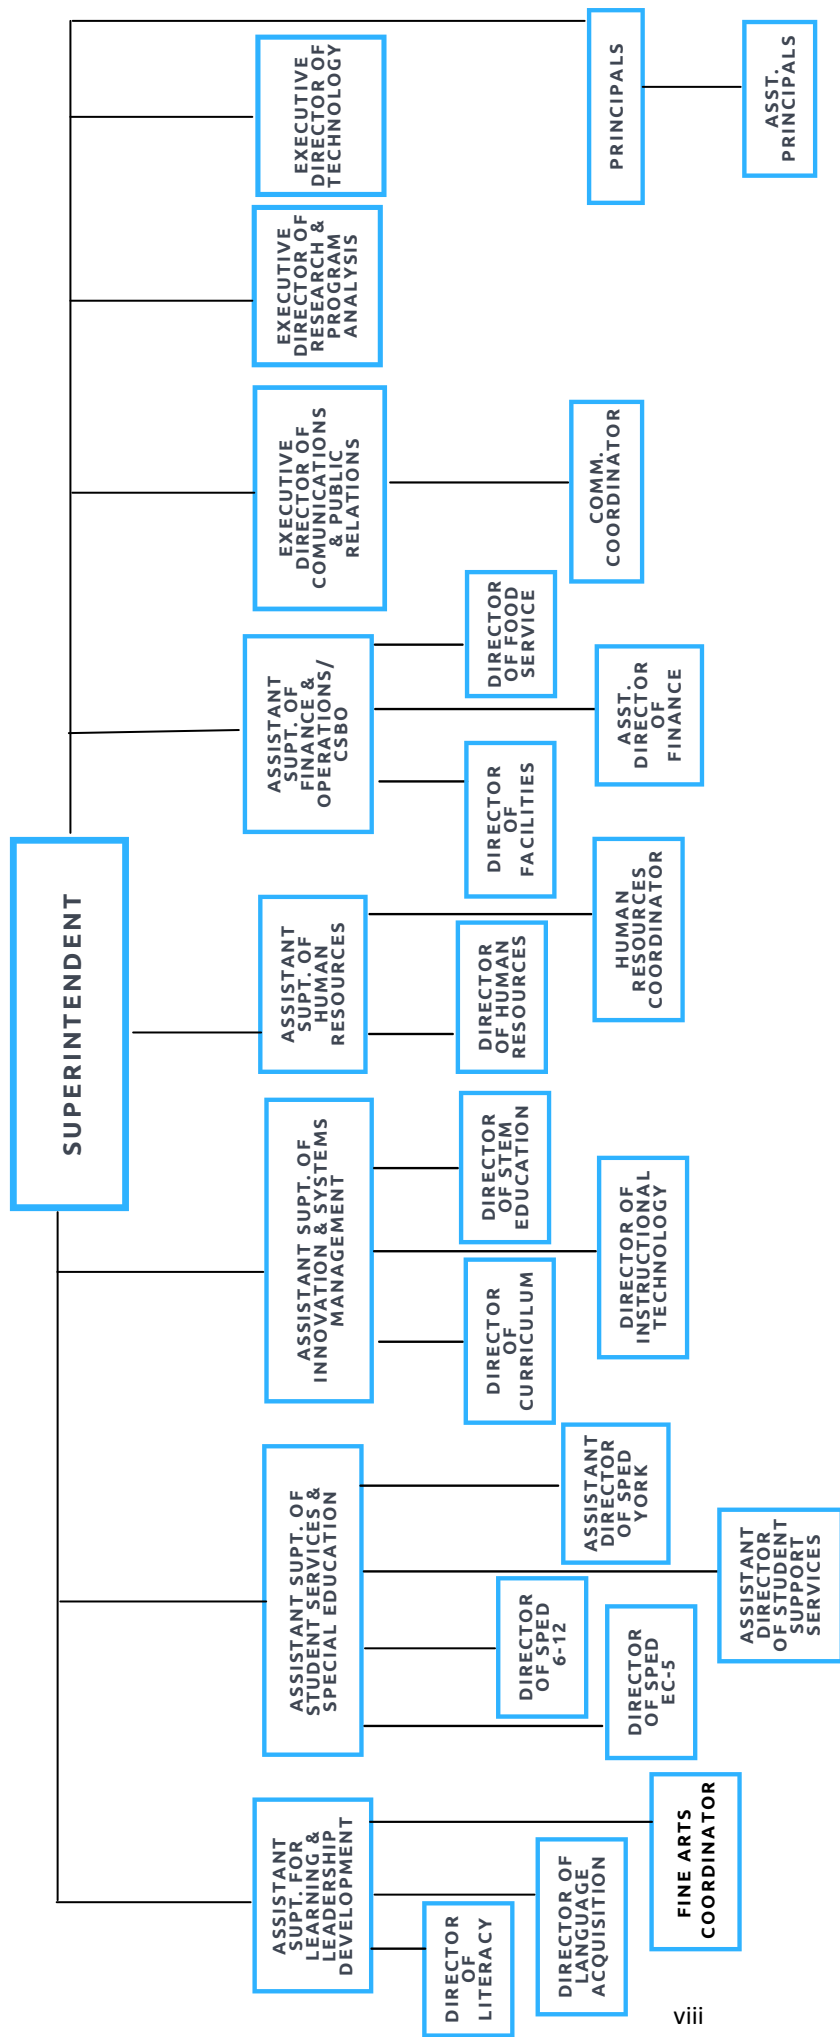 SUPERINTENDENT
ASSISTANT
SUPT. FOR
LEARNING &
LEADERSHIP
DEVELOPMENT
ASSISTANT SUPT. OF
STUDENT SERVICES &
SPECIAL EDUCATION
ASSISTANT SUPT. OF
INNOVATION & SYSTEMS
MANAGEMENT
ASSISTANT
SUPT. OF
HUMAN
RESOURCES
ASSISTANT
SUPT. OF
FINANCE &
OPERATIONS/
CSBO
EXECUTIVE
DIRECTOR OF
COMUNICATIONS
& PUBLIC
RELATIONS
EXECUTIVE
DIRECTOR OF
RESEARCH &
PROGRAM
ANALYSIS
EXECUTIVE
DIRECTOR OF
TECHNOLOGY
DIRECTOR
OF
LITERACY
DIRECTOR OF
LANGUAGE
ACQUISITION
FINE ARTS
COORDINATOR
DIRECTOR
OF SPED
EC-5
DIRECTOR
OF SPED
6-12
ASSISTANT
DIRECTOR
OF STUDENT
SUPPORT
SERVICES
ASSISTANT
DIRECTOR
OF SPED
YORK
DIRECTOR
OF
CURRICULUM
DIRECTOR OF
INSTRUCTIONAL
TECHNOLOGY
DIRECTOR
OF STEM
EDUCATION
DIRECTOR
OF HUMAN
RESOURCES
HUMAN
RESOURCES
COORDINATOR
DIRECTOR
OF
FACILITIES
ASST.
DIRECTOR
OF
FINANCE
DIRECTOR
OF FOOD
SERVICE
COMM.
COORDINATOR
PRINCIPALS
ASST.
PRINCIPALS
viii